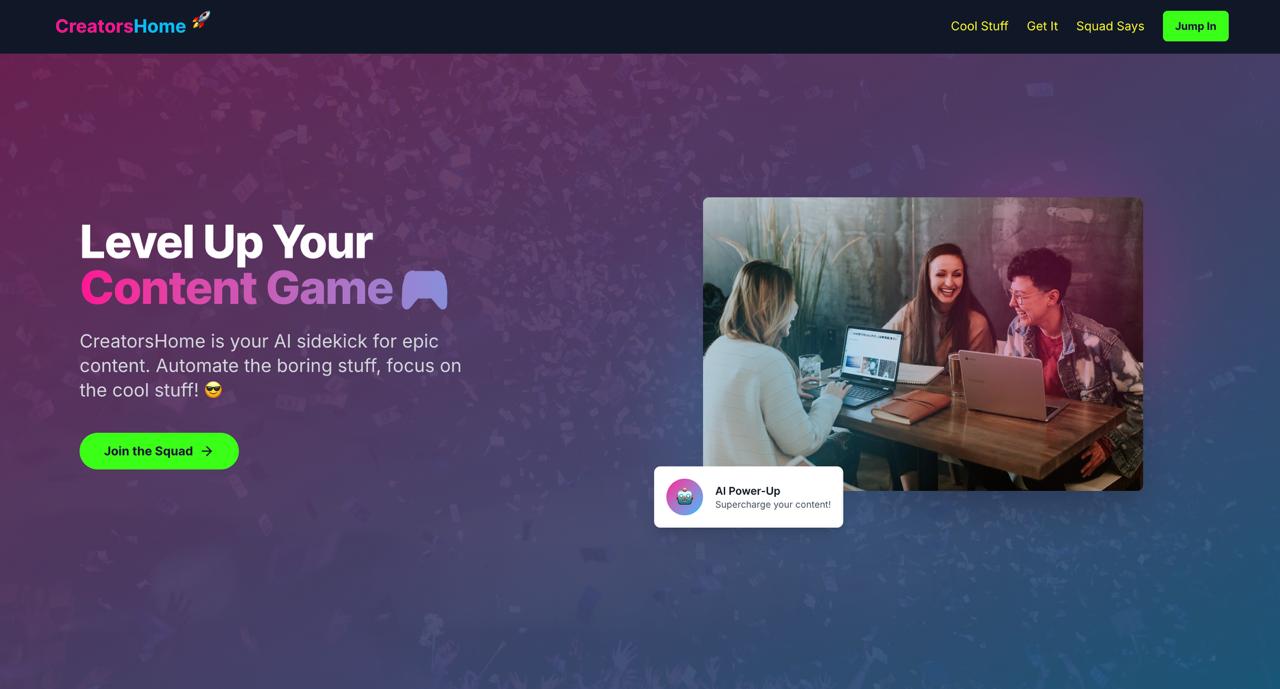 CreatorsHome 🚀
Cool Stuff
Get It
Squad Says
Jump In
Level Up Your
Content Game 🎮
CreatorsHome is your AI sidekick for epic
content. Automate the boring stuff, focus on
the cool stuff! 😎
Join the Squad →
AI Power-Up
Supercharge your content!